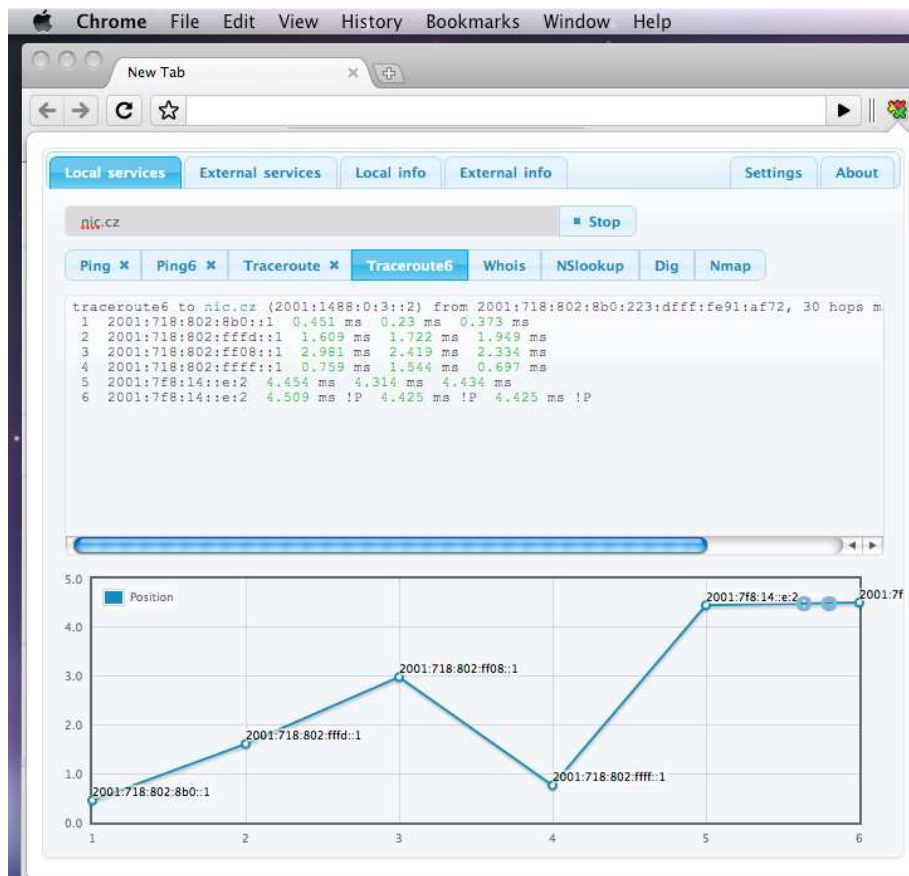 Chrome File Edit View History Bookmarks Window Help
New Tab
Local services External services Local info External info Settings About
nic.cz Stop
Ping × Ping6 × Traceroute × Traceroute6 Whois NSlookup Dig Nmap
traceroute6 to nic.cz (2001:1488:0:3::2) from 2001:718:802:8b0:223:dfff:fe91:af72, 30 hops m
1 2001:718:802:8b0::1 0.451 ms 0.23 ms 0.373 ms
2 2001:718:802:fffd::1 1.609 ms 1.722 ms 1.949 ms
3 2001:718:802:ff08::1 2.981 ms 2.419 ms 2.334 ms
4 2001:718:802:ffff::1 0.759 ms 1.544 ms 0.697 ms
5 2001:7f8:14::e:2 4.454 ms 4.314 ms 4.434 ms
6 2001:7f8:14::e:2 4.509 ms !P 4.425 ms !P 4.425 ms !P
5.0
Position
2001:7f8:14::e:2
2001:7f
4.0
2001:718:802:ff08::1
3.0
2.0
2001:718:802:fffd::1
1.0
2001:718:802:ffff::1
2001:718:802:8b0::1
0.0
1 2 3 4 5 6